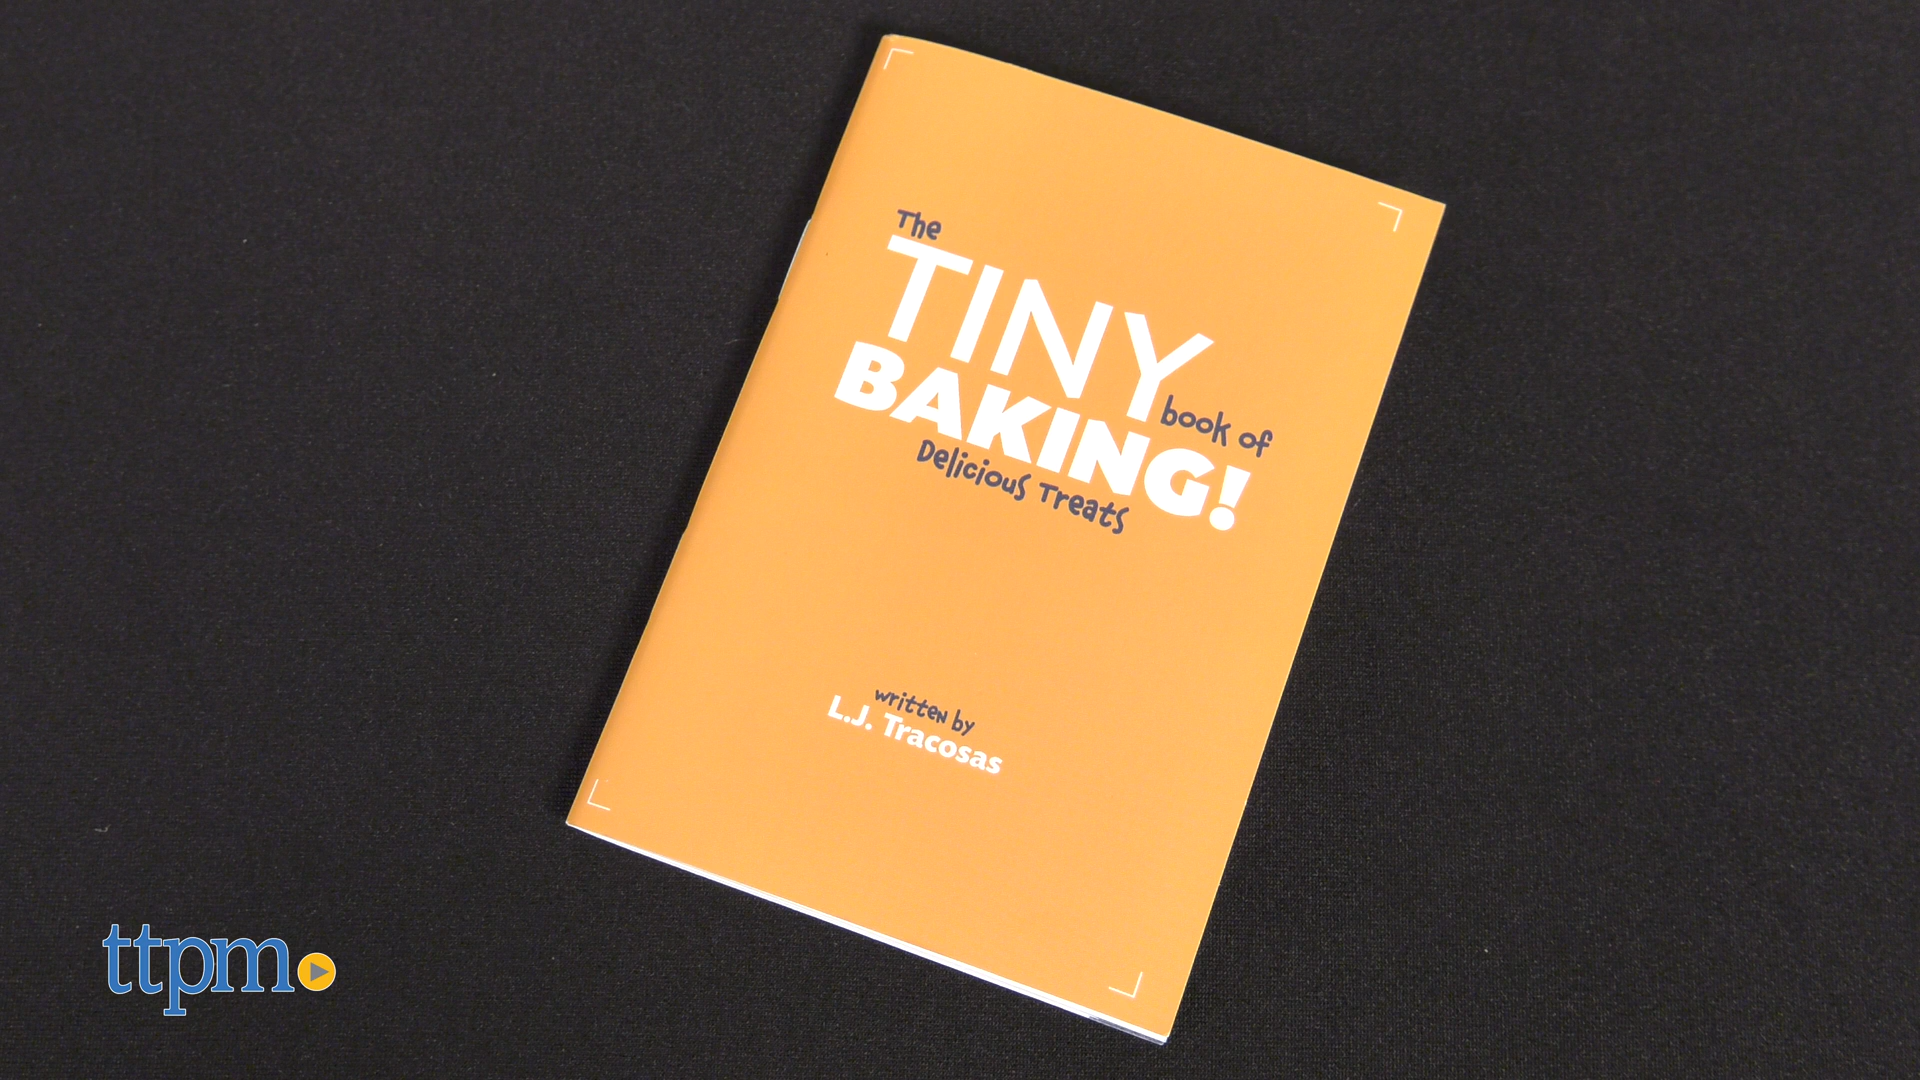 The
TINY
book of
BAKING!
Delicious Treats
written by
L.J. Tracosas
ttpm